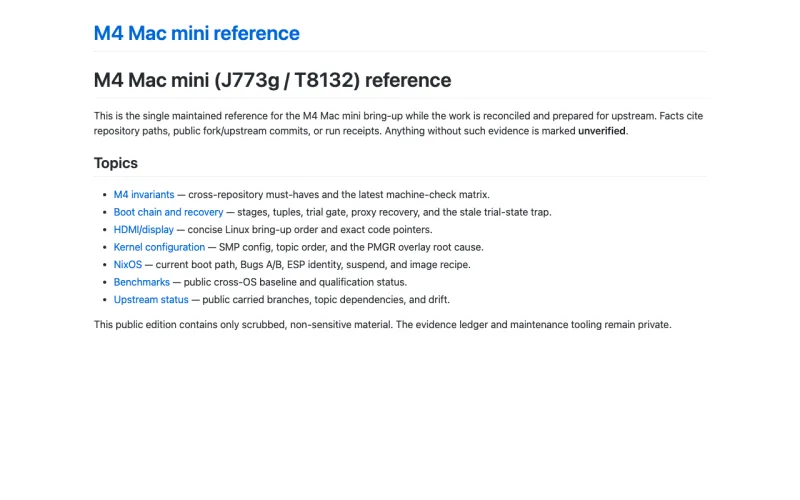 M4 Mac mini reference
M4 Mac mini (J773g / T8132) reference
This is the single maintained reference for the M4 Mac mini bring-up while the work is reconciled and prepared for upstream. Facts cite
repository paths, public fork/upstream commits, or run receipts. Anything without such evidence is marked unverified.
Topics
• M4 invariants — cross-repository must-haves and the latest machine-check matrix.
• Boot chain and recovery — stages, tuples, trial gate, proxy recovery, and the stale trial-state trap.
• HDMI/display — concise Linux bring-up order and exact code pointers.
• Kernel configuration — SMP config, topic order, and the PMGR overlay root cause.
• NixOS — current boot path, Bugs A/B, ESP identity, suspend, and image recipe.
• Benchmarks — public cross-OS baseline and qualification status.
• Upstream status — public carried branches, topic dependencies, and drift.
This public edition contains only scrubbed, non-sensitive material. The evidence ledger and maintenance tooling remain private.